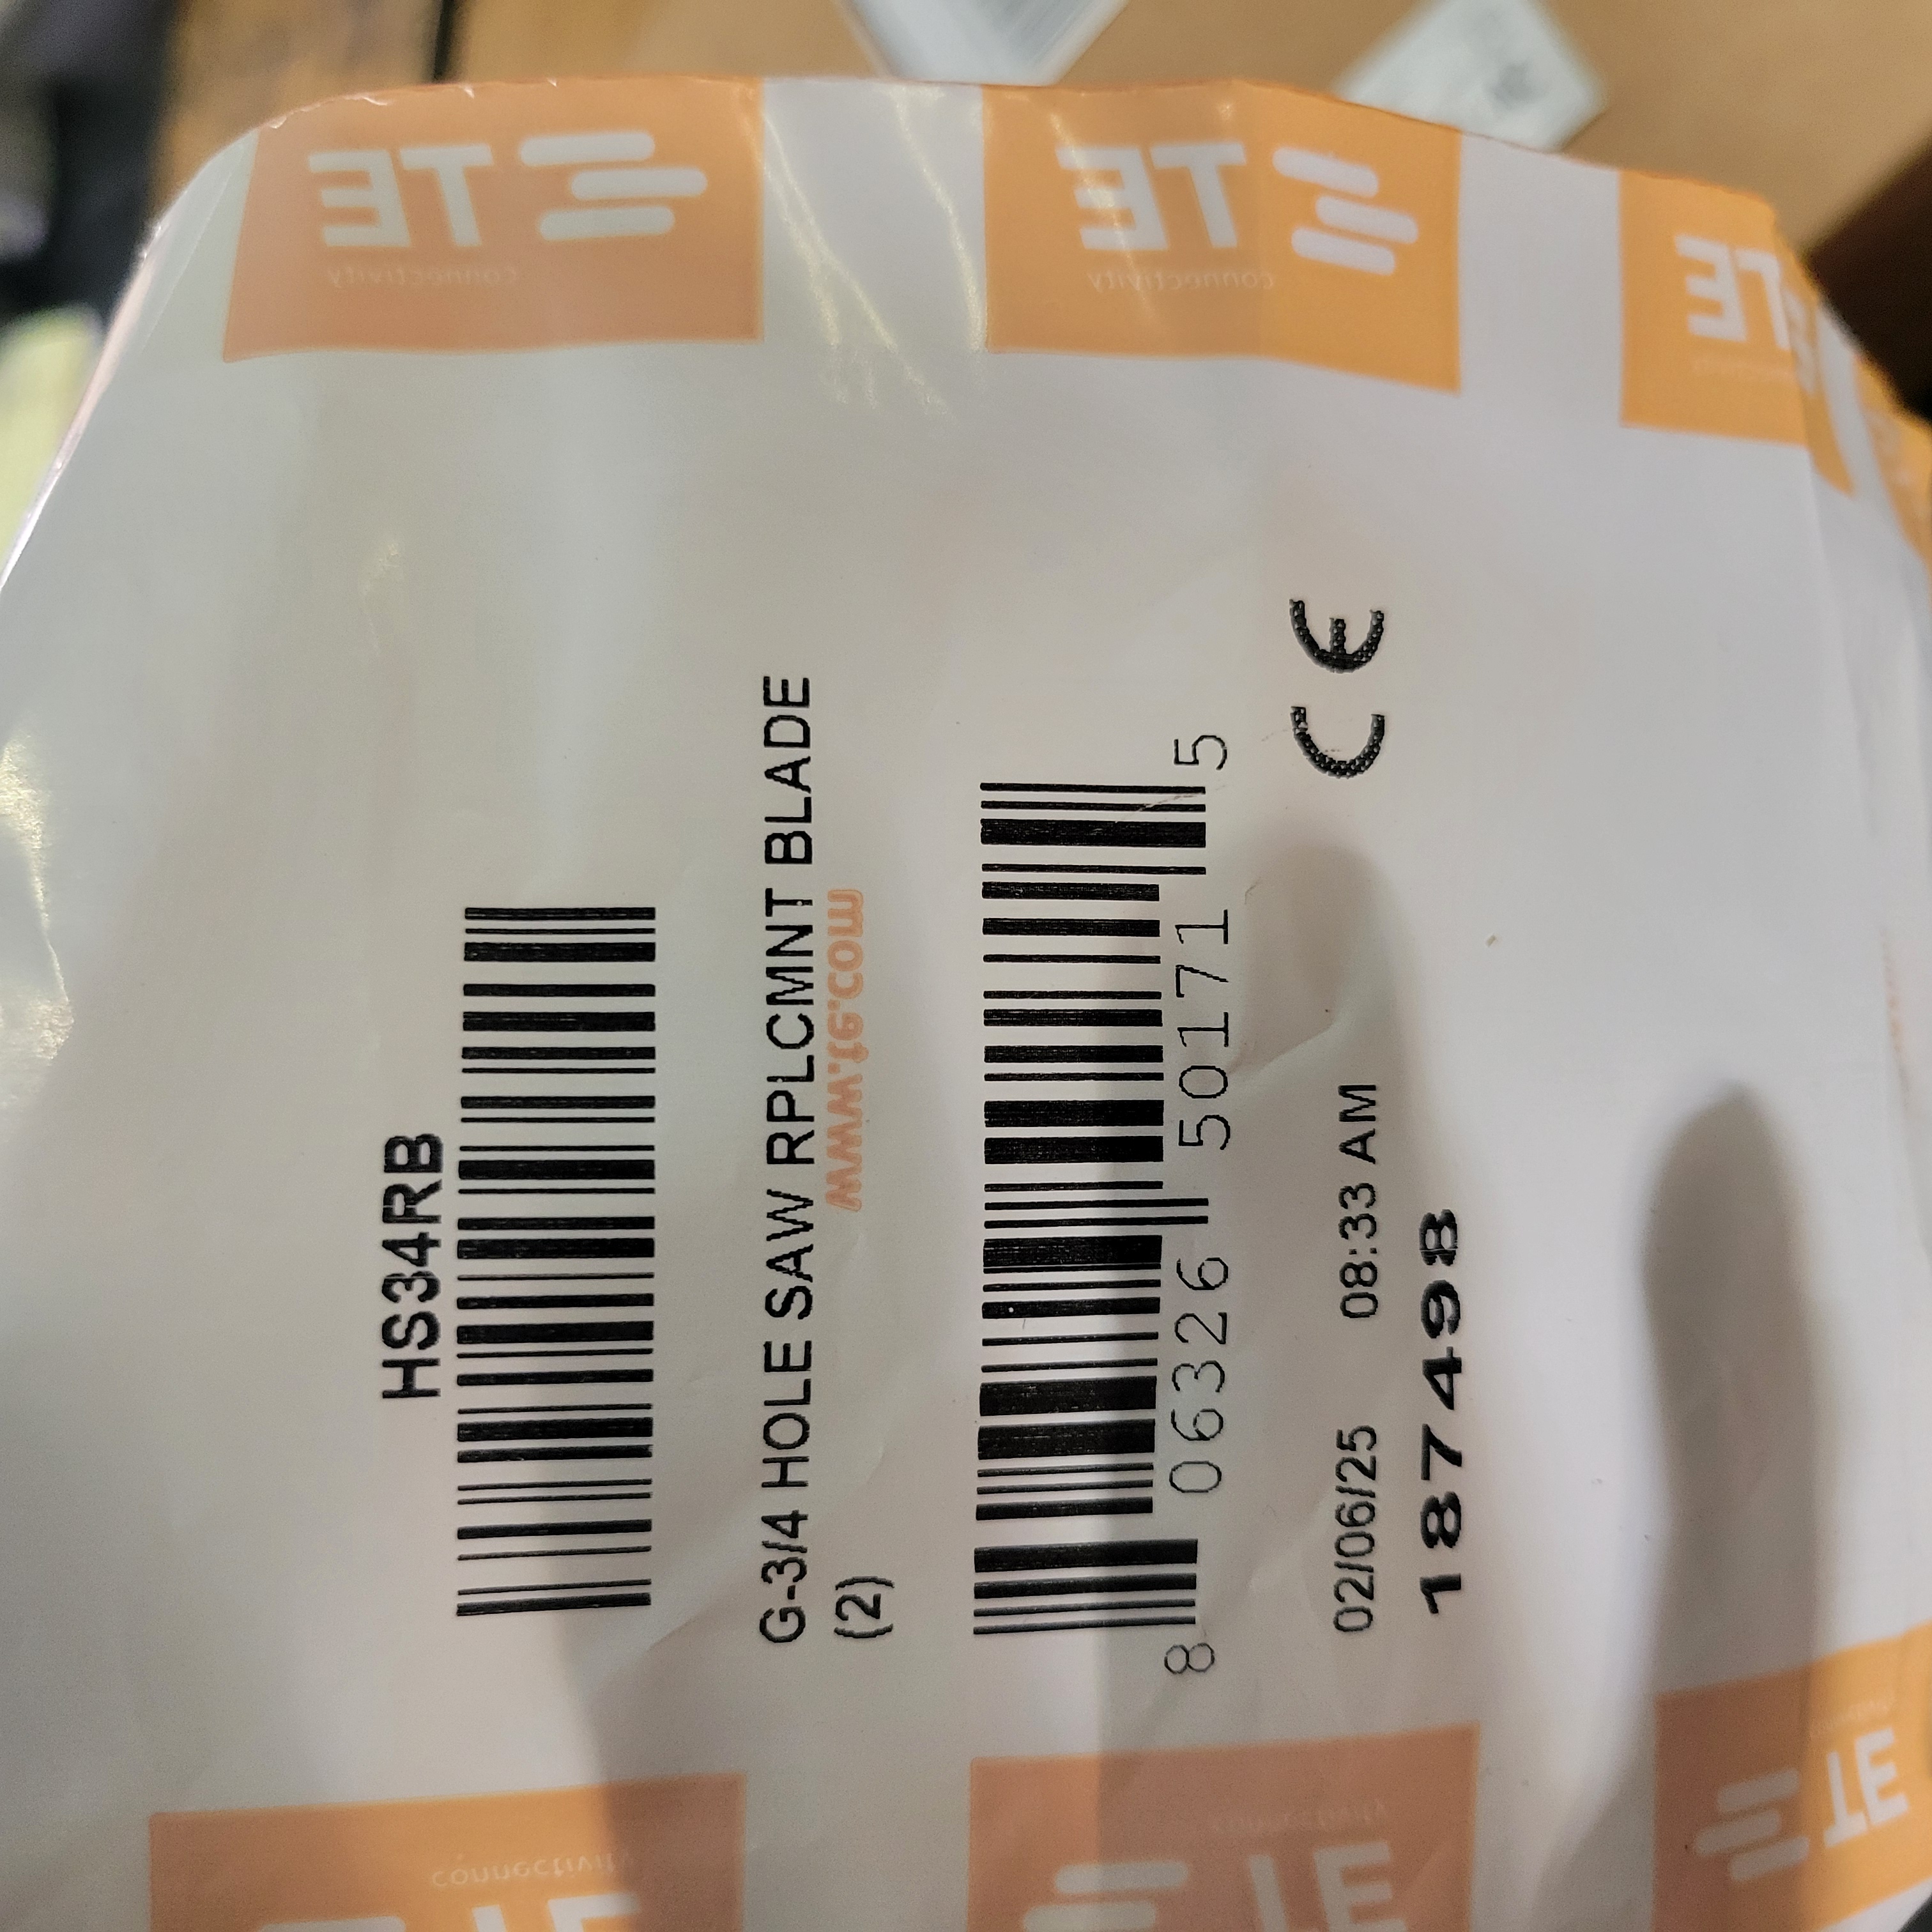 TE
connectivity
TE
connectivity
TE
HS34RB
G-3/4 HOLE SAW RPLCMNT BLADE
(2)
www.te.com
8 06326 50171 5
02/06/25 08:33 AM
CE
187498
connectivity
TE
connectivity
TE
TE